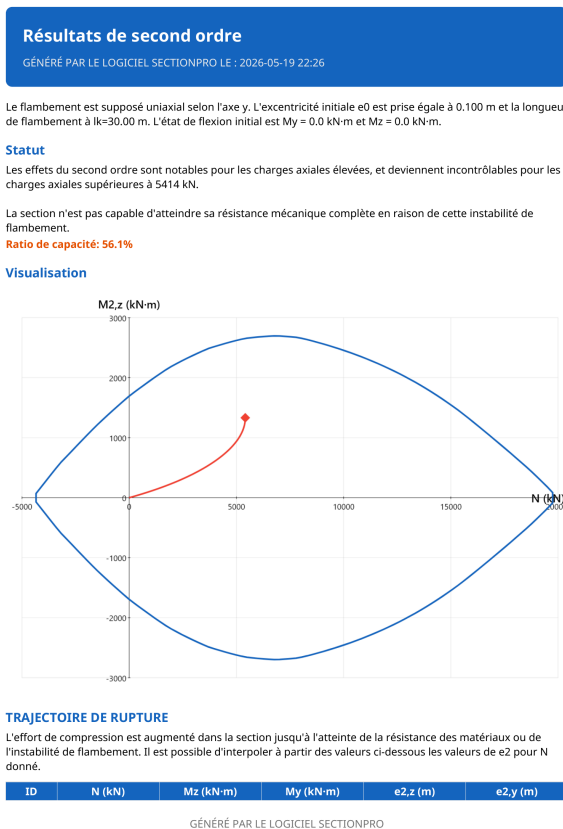 Résultats de second ordre
GÉNÉRÉ PAR LE LOGICIEL SECTIONPRO LE : 2026-05-19 22:26
Le flambement est supposé uniaxial selon l'axe y. L'excentricité initiale e0 est prise égale à 0.100 m et la longueu
de flambement à lk=30.00 m. L'état de flexion initial est My = 0.0 kN·m et Mz = 0.0 kN·m.
Statut
Les effets du second ordre sont notables pour les charges axiales élevées, et deviennent incontrôlables pour les
charges axiales supérieures à 5414 kN.
La section n'est pas capable d'atteindre sa résistance mécanique complète en raison de cette instabilité de
flambement.
Ratio de capacité: 56.1%
Visualisation
M2,z (kN·m)
3000
2000
1000
0
N (kN)
-5000 0 5000 10000 15000 2000
-1000
-2000
-3000
TRAJECTOIRE DE RUPTURE
L'effort de compression est augmenté dans la section jusqu'à l'atteinte de la résistance des matériaux ou de
l'instabilité de flambement. Il est possible d'interpoler à partir des valeurs ci-dessous les valeurs de e2 pour N
donné.
ID N (kN) Mz (kN·m) My (kN·m) e2,z (m) e2,y (m)
GÉNÉRÉ PAR LE LOGICIEL SECTIONPRO